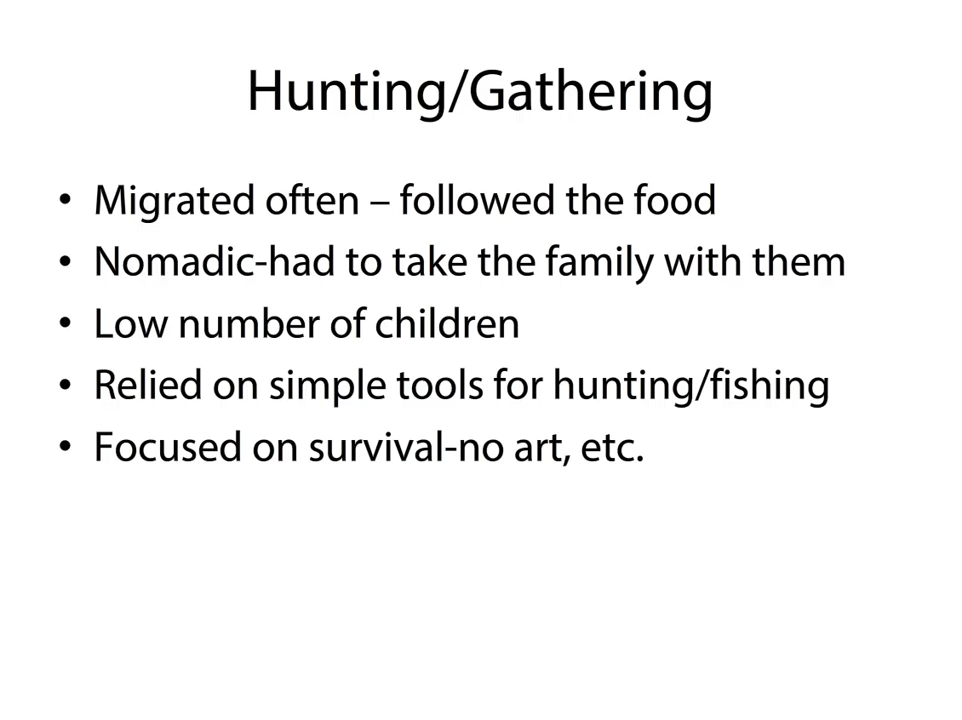 Hunting/Gathering
• Migrated often – followed the food
• Nomadic-had to take the family with them
• Low number of children
• Relied on simple tools for hunting/fishing
• Focused on survival-no art, etc.